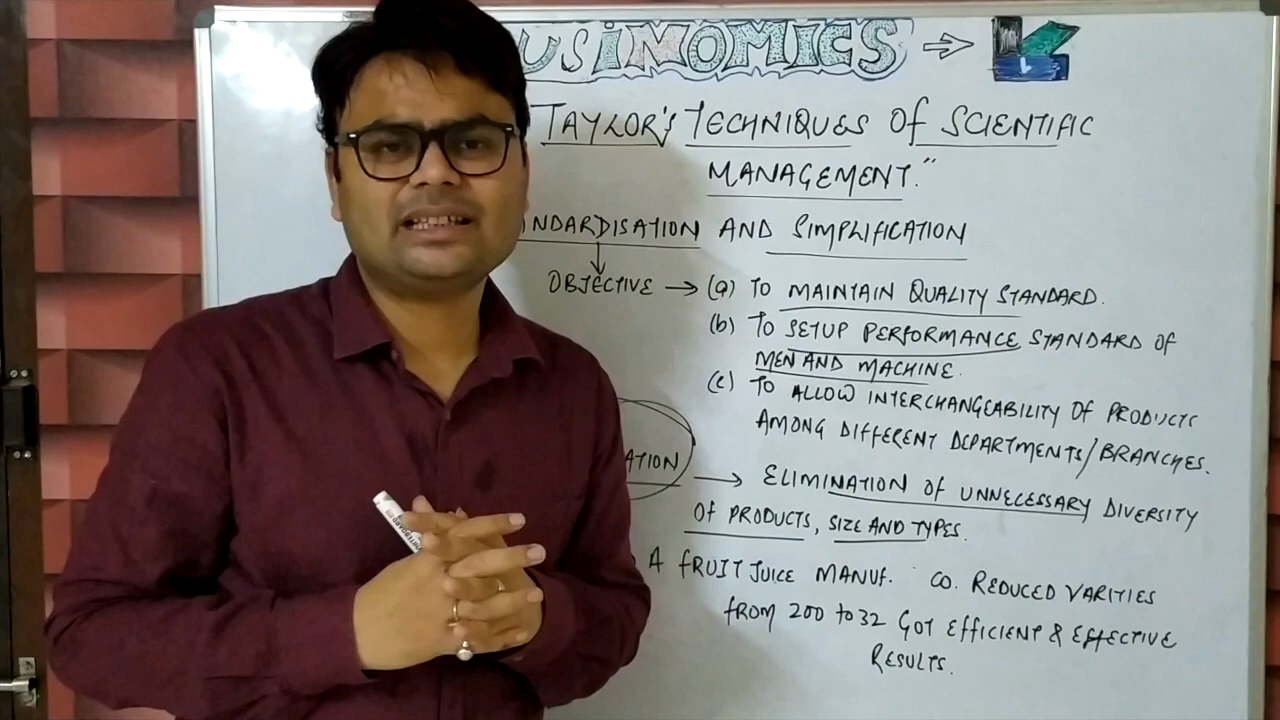 USINOMICS →
TAYLOR'S TECHNIQUES OF SCIENTIFIC
MANAGEMENT."
NDARDISATION AND SIMPLIFICATION
OBJECTIVE → (a) TO MAINTAIN QUALITY STANDARD.
(b) TO SETUP PERFORMANCE STANDARD OF
MEN AND MACHINE.
(c) TO ALLOW INTERCHANGEABILITY OF PRODUCTS
AMONG DIFFERENT DEPARTMENTS/BRANCHES.
ATION → ELIMINATION OF UNNECESSARY DIVERSITY
OF PRODUCTS, SIZE AND TYPES.
A FRUIT JUICE MANUF. CO. REDUCED VARITIES
FROM 200 TO 32 GOT EFFICIENT & EFFECTIVE
RESULTS.